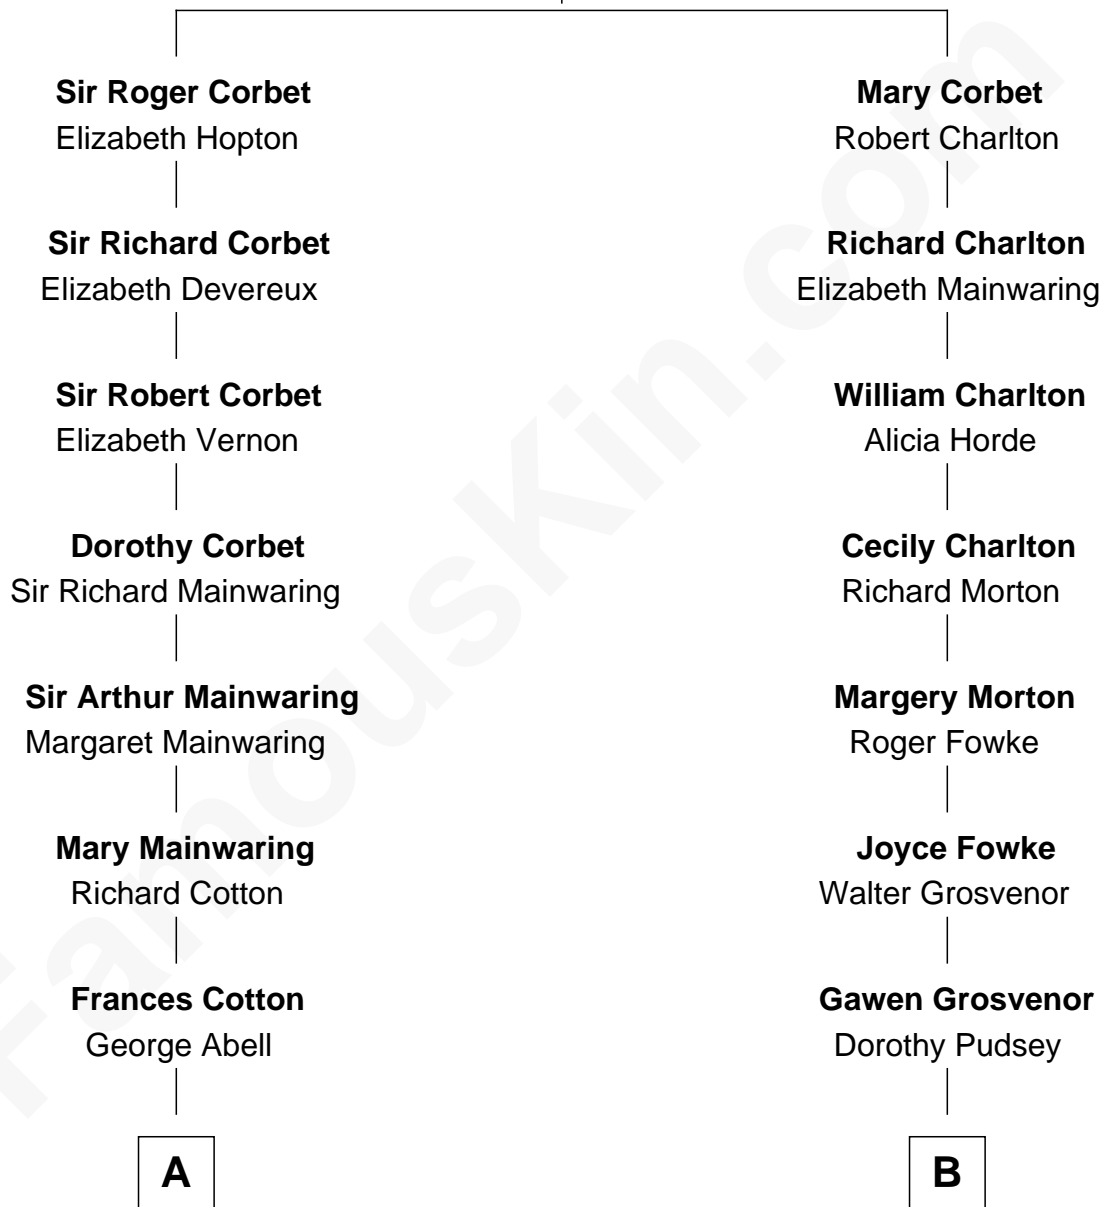 Sir Roger Corbet
Elizabeth Hopton
Sir Richard Corbet
Elizabeth Devereux
Sir Robert Corbet
Elizabeth Vernon
Dorothy Corbet
Sir Richard Mainwaring
Sir Arthur Mainwaring
Margaret Mainwaring
Mary Mainwaring
Richard Cotton
Frances Cotton
George Abell
A
Mary Corbet
Robert Charlton
Richard Charlton
Elizabeth Mainwaring
William Charlton
Alicia Horde
Cecily Charlton
Richard Morton
Margery Morton
Roger Fowke
Joyce Fowke
Walter Grosvenor
Gawen Grosvenor
Dorothy Pudsey
B
FamousKin.com